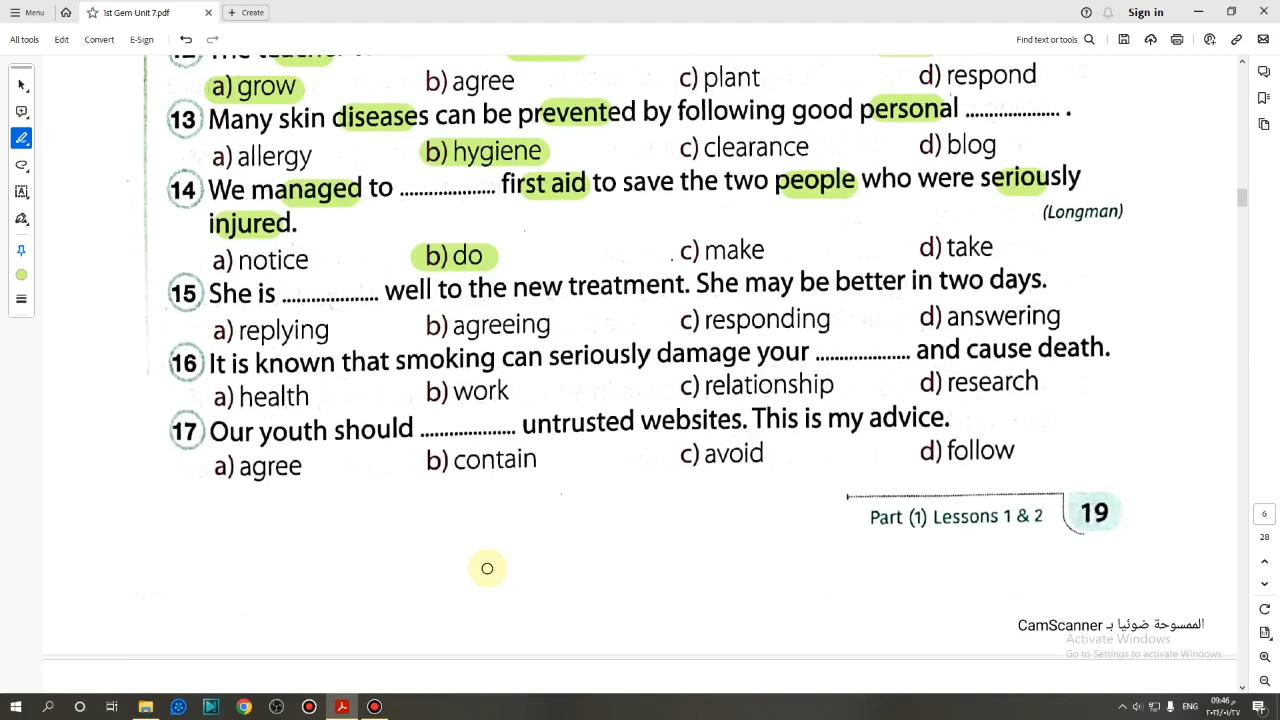 Menu
1st Gem Unit 7.pdf
Create
Sign in
All tools Edit Convert E-Sign
Find text or tools
a) grow b) agree c) plant d) respond
13 Many skin diseases can be prevented by following good personal ................... .
a) allergy b) hygiene c) clearance d) blog
14 We managed to ................... first aid to save the two people who were seriously
injured.
(Longman)
a) notice b) do c) make d) take
15 She is ................... well to the new treatment. She may be better in two days.
a) replying b) agreeing c) responding d) answering
16 It is known that smoking can seriously damage your ................... and cause death.
a) health b) work c) relationship d) research
17 Our youth should ................... untrusted websites. This is my advice.
a) agree b) contain c) avoid d) follow
Part (1) Lessons 1 & 2 19
6
28
الممسوحة ضوئيا بـ CamScanner
Activate Windows
Go to Settings to activate Windows.
ENG
09:46 م